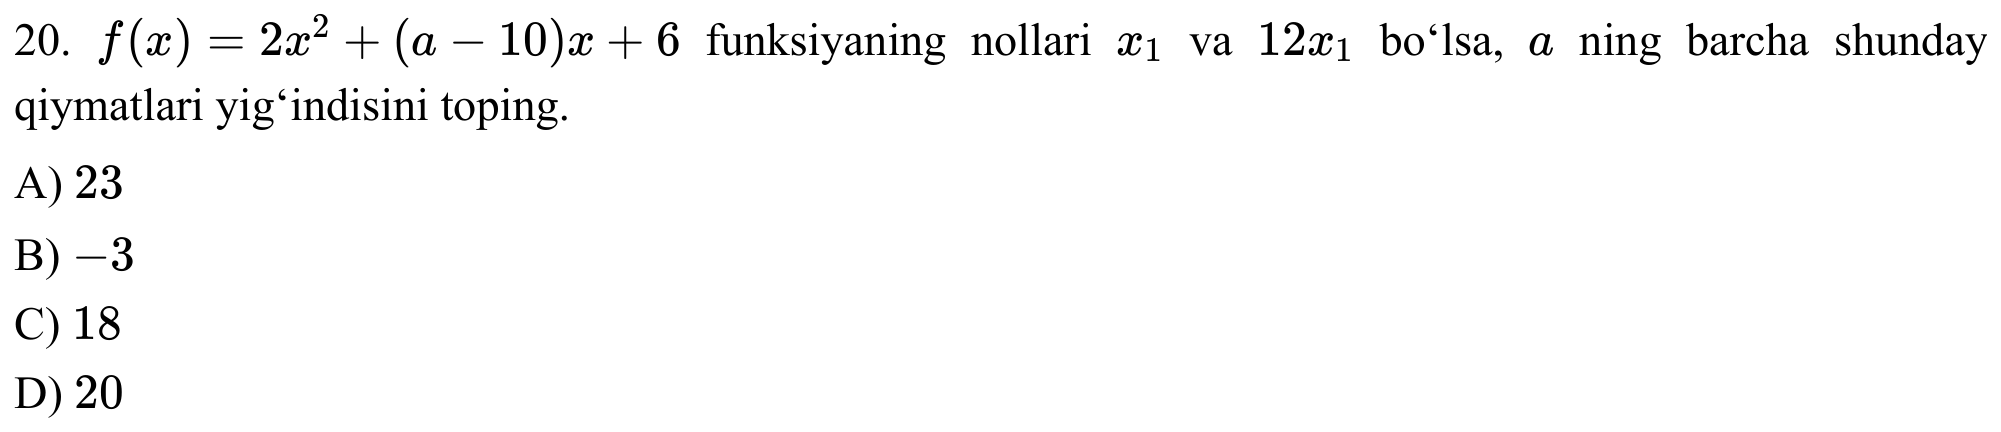 20. f(x) = 2x² + (a − 10)x + 6 funksiyaning nollari x₁ va 12x₁ bo‘lsa, a ning barcha shunday
qiymatlari yig‘indisini toping.
A) 23
B) −3
C) 18
D) 20